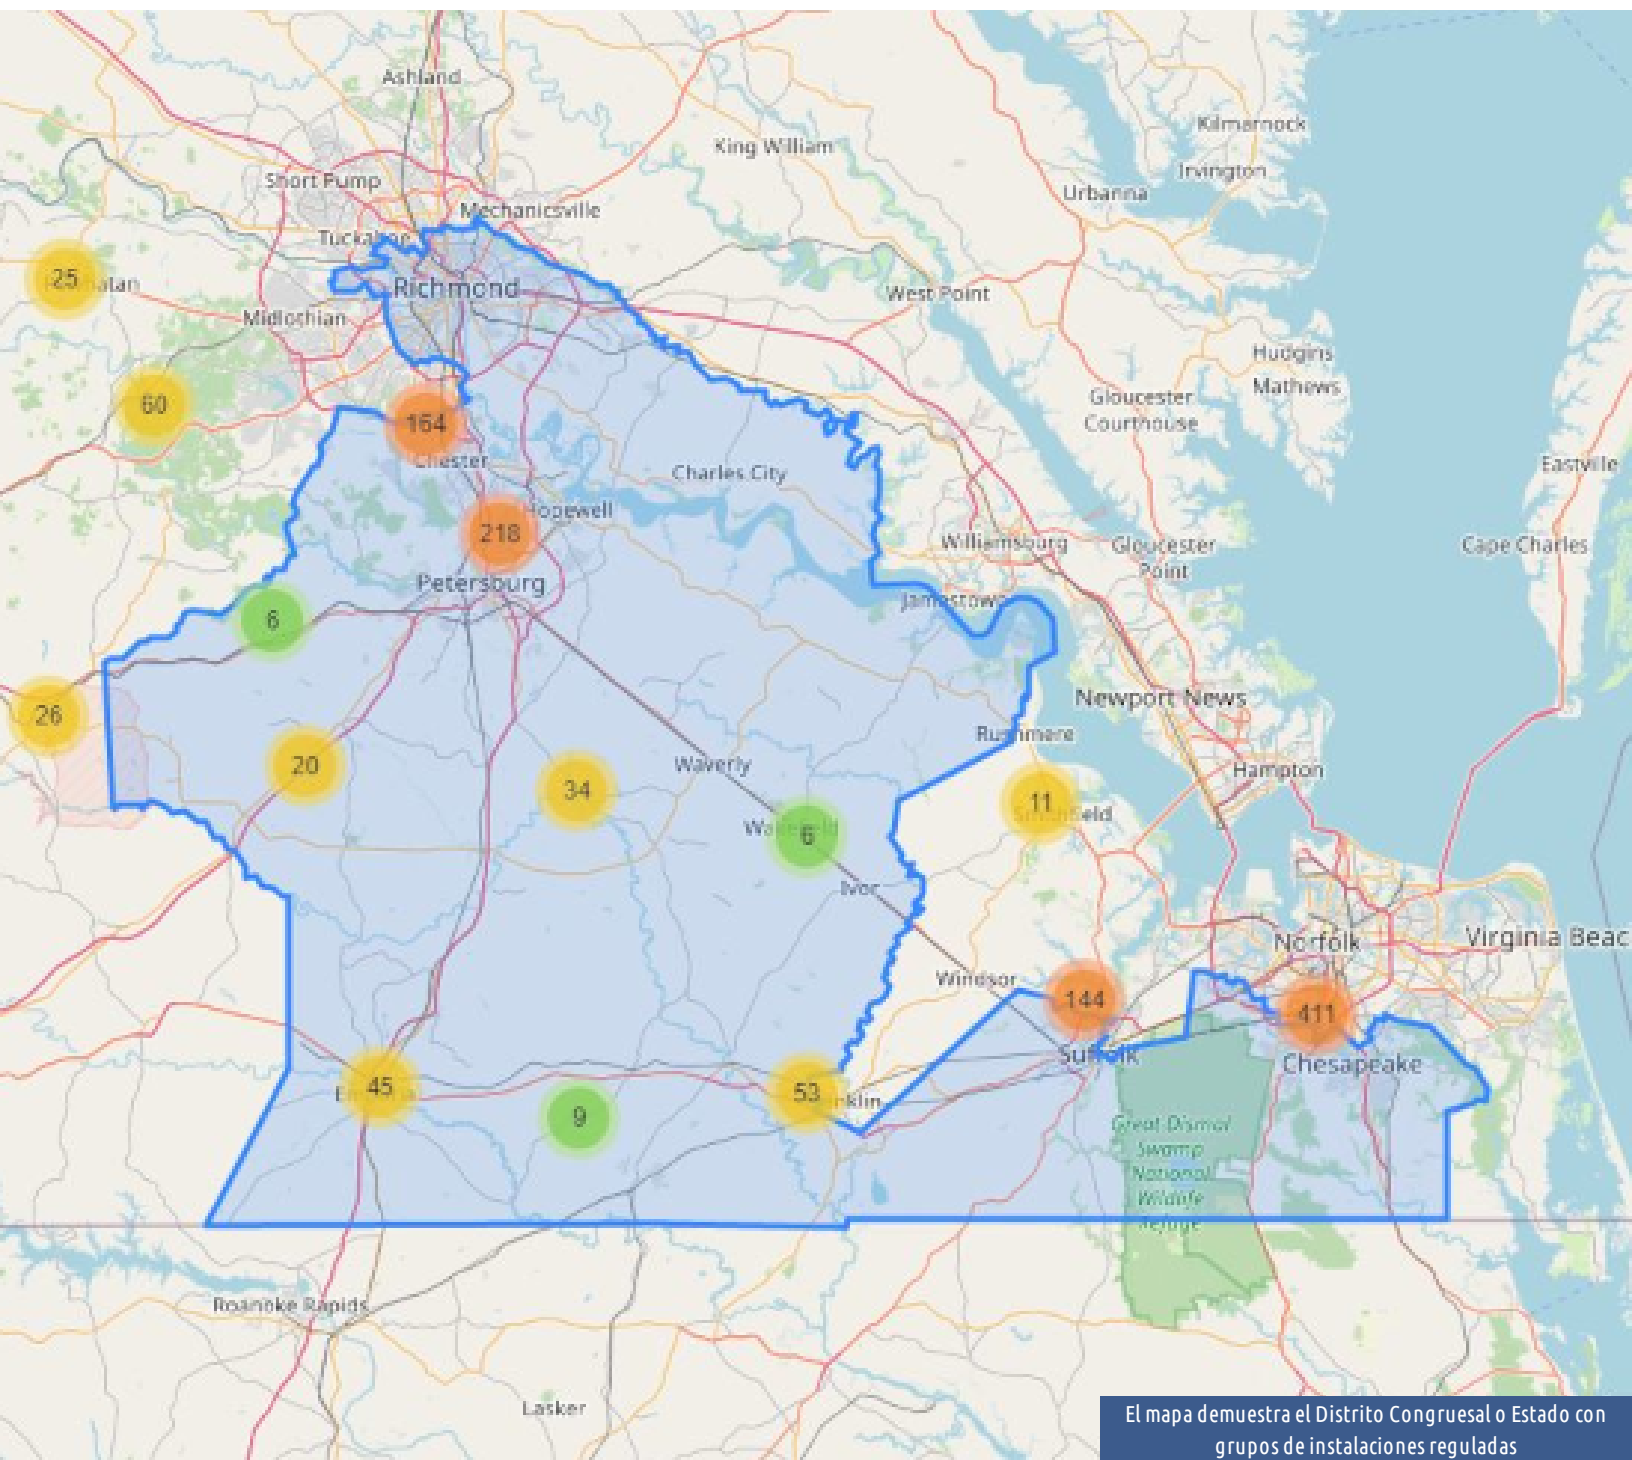 Ashland
Kilmarnock
King William
Irvington
Short Pump
Urbanna
Mechanicsville
25
Richmond
West Point
Midlothian
Hudgins
Mathews
60
Gloucester
Courthouse
164
Charles City
Eastville
Hopewell
218
Williamsburg
Gloucester
Point
Cape Charles
Petersburg
6
Newport News
26
20
Waverly
Hampton
34
11
6
Ivor
Norfolk
Virginia Beac
Windsor
144
411
Suffolk
Chesapeake
45
53
nklin
9
Great Dismal
Swamp
National
Wildlife
Refuge
Roanoke Rapids
Lasker
El mapa demuestra el Distrito Congruesal o Estado con
grupos de instalaciones reguladas